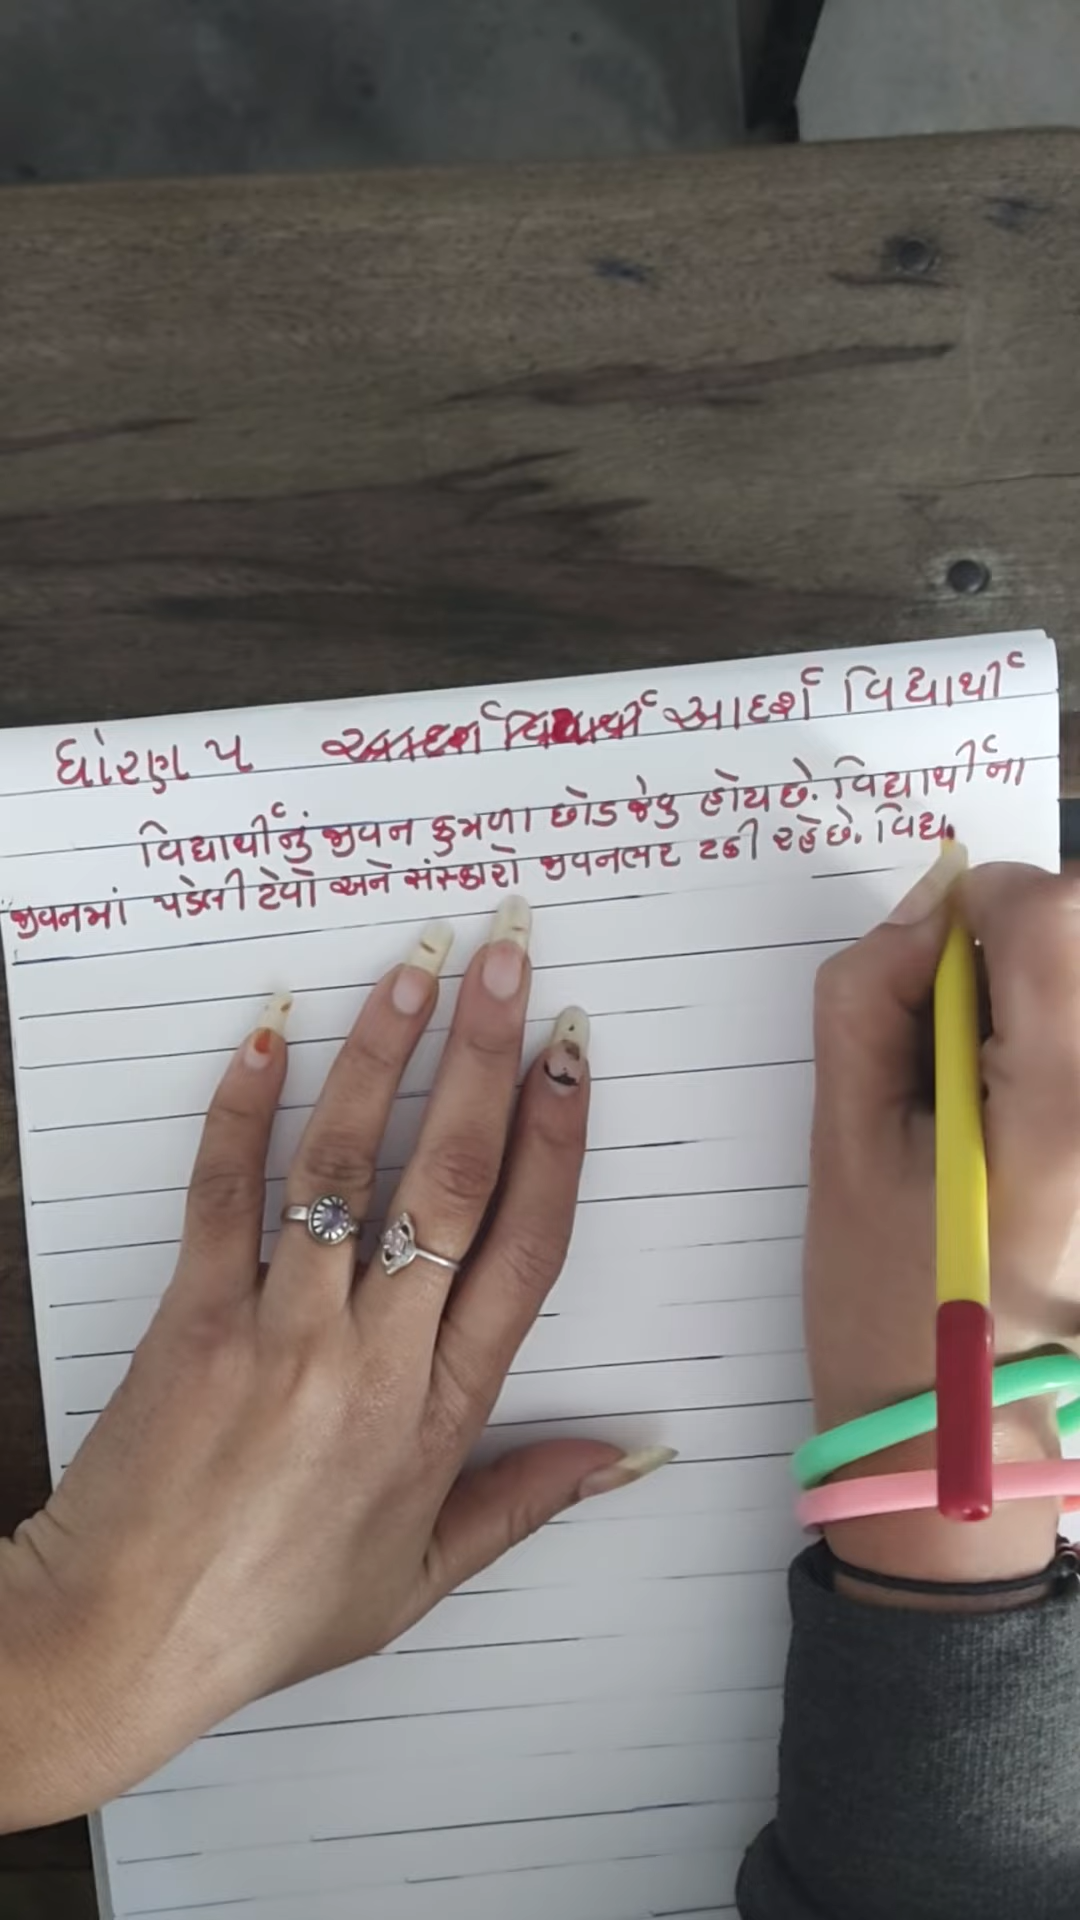 ધોરણ ૫ આદર્શ વિદ્યાર્થી
વિદ્યાર્થીનું જીવન કુમળા છોડ જેવુ હોય છે. વિદ્યાર્થીના
જીવનમાં પડેલી ટેવો અને સંસ્કારો જીવનભર ટકી રહે છે. વિદ્ય